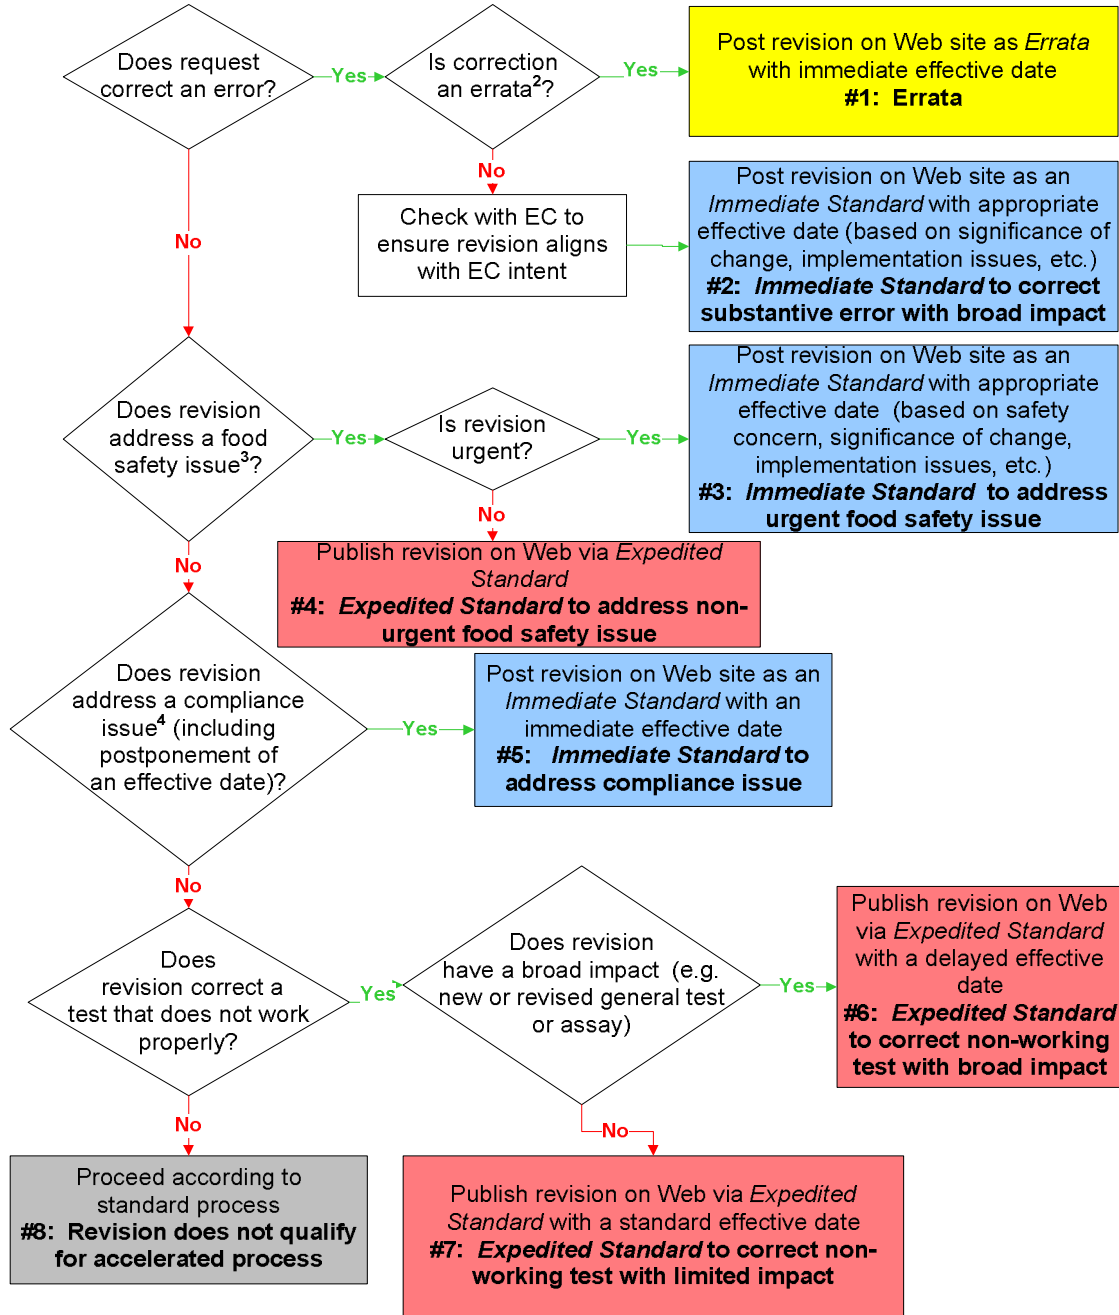 Does request
correct an error?
Yes
Is correction
an errata2?
Yes
Post revision on Web site as Errata
with immediate effective date
#1: Errata
No
No
Check with EC to
ensure revision aligns
with EC intent
Post revision on Web site as an
Immediate Standard with appropriate
effective date (based on significance of
change, implementation issues, etc.)
#2: Immediate Standard to correct
substantive error with broad impact
Does revision
address a food
safety issue3?
Yes
Is revision
urgent?
Yes
Post revision on Web site as an
Immediate Standard with appropriate
effective date (based on safety
concern, significance of change,
implementation issues, etc.)
#3: Immediate Standard to address
urgent food safety issue
No
No
Publish revision on Web via Expedited
Standard
#4: Expedited Standard to address non-
urgent food safety issue
Does revision
address a compliance
issue4 (including
postponement of
an effective date)?
Yes
Post revision on Web site as an
Immediate Standard with an
immediate effective date
#5: Immediate Standard to
address compliance issue
No
Does
revision correct a
test that does not work
properly?
Yes
Does revision
have a broad impact (e.g.
new or revised general test
or assay)
Yes
Publish revision on Web
via Expedited Standard
with a delayed effective
date
#6: Expedited Standard
to correct non-working
test with broad impact
No
No
Proceed according to
standard process
#8: Revision does not qualify
for accelerated process
Publish revision on Web via Expedited
Standard with a standard effective date
#7: Expedited Standard to correct non-
working test with limited impact